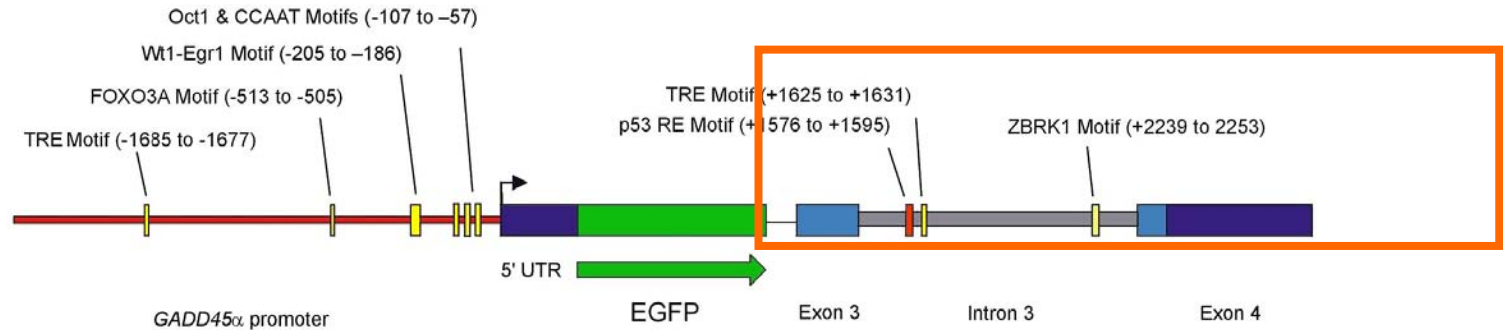 Oct1 & CCAAT Motifs (-107 to –57)
Wt1-Egr1 Motif (-205 to –186)
FOXO3A Motif (-513 to -505)
TRE Motif (-1685 to -1677)
TRE Motif (+1625 to +1631)
p53 RE Motif (+1576 to +1595)
ZBRK1 Motif (+2239 to 2253)
5' UTR
GADD45α promoter
EGFP
Exon 3
Intron 3
Exon 4